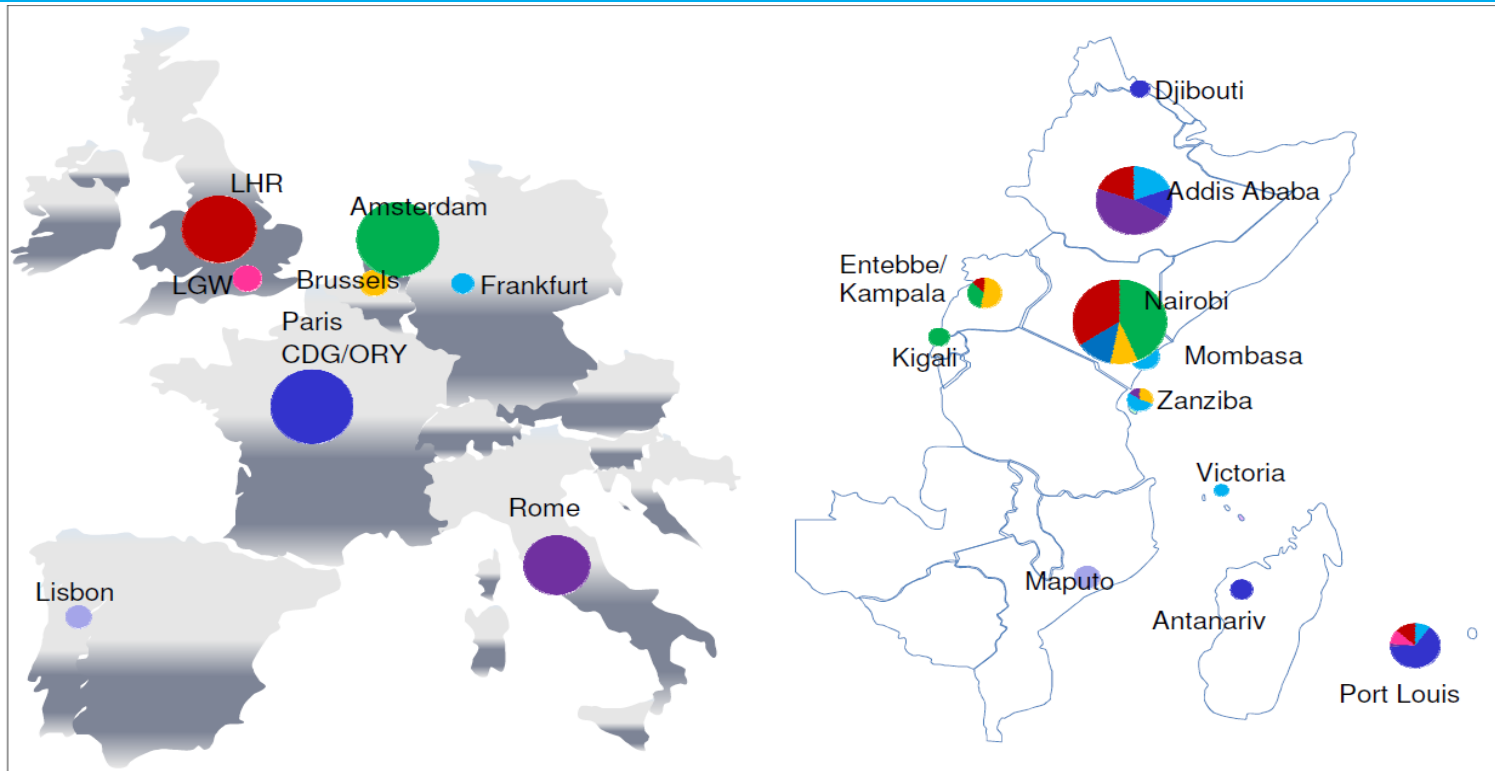 LHR
Amsterdam
LGW
Brussels
Frankfurt
Paris
CDG/ORY
Rome
Lisbon
Djibouti
Addis Ababa
Entebbe/
Kampala
Nairobi
Kigali
Mombasa
Zanziba
Victoria
Maputo
Antanariv
Port Louis